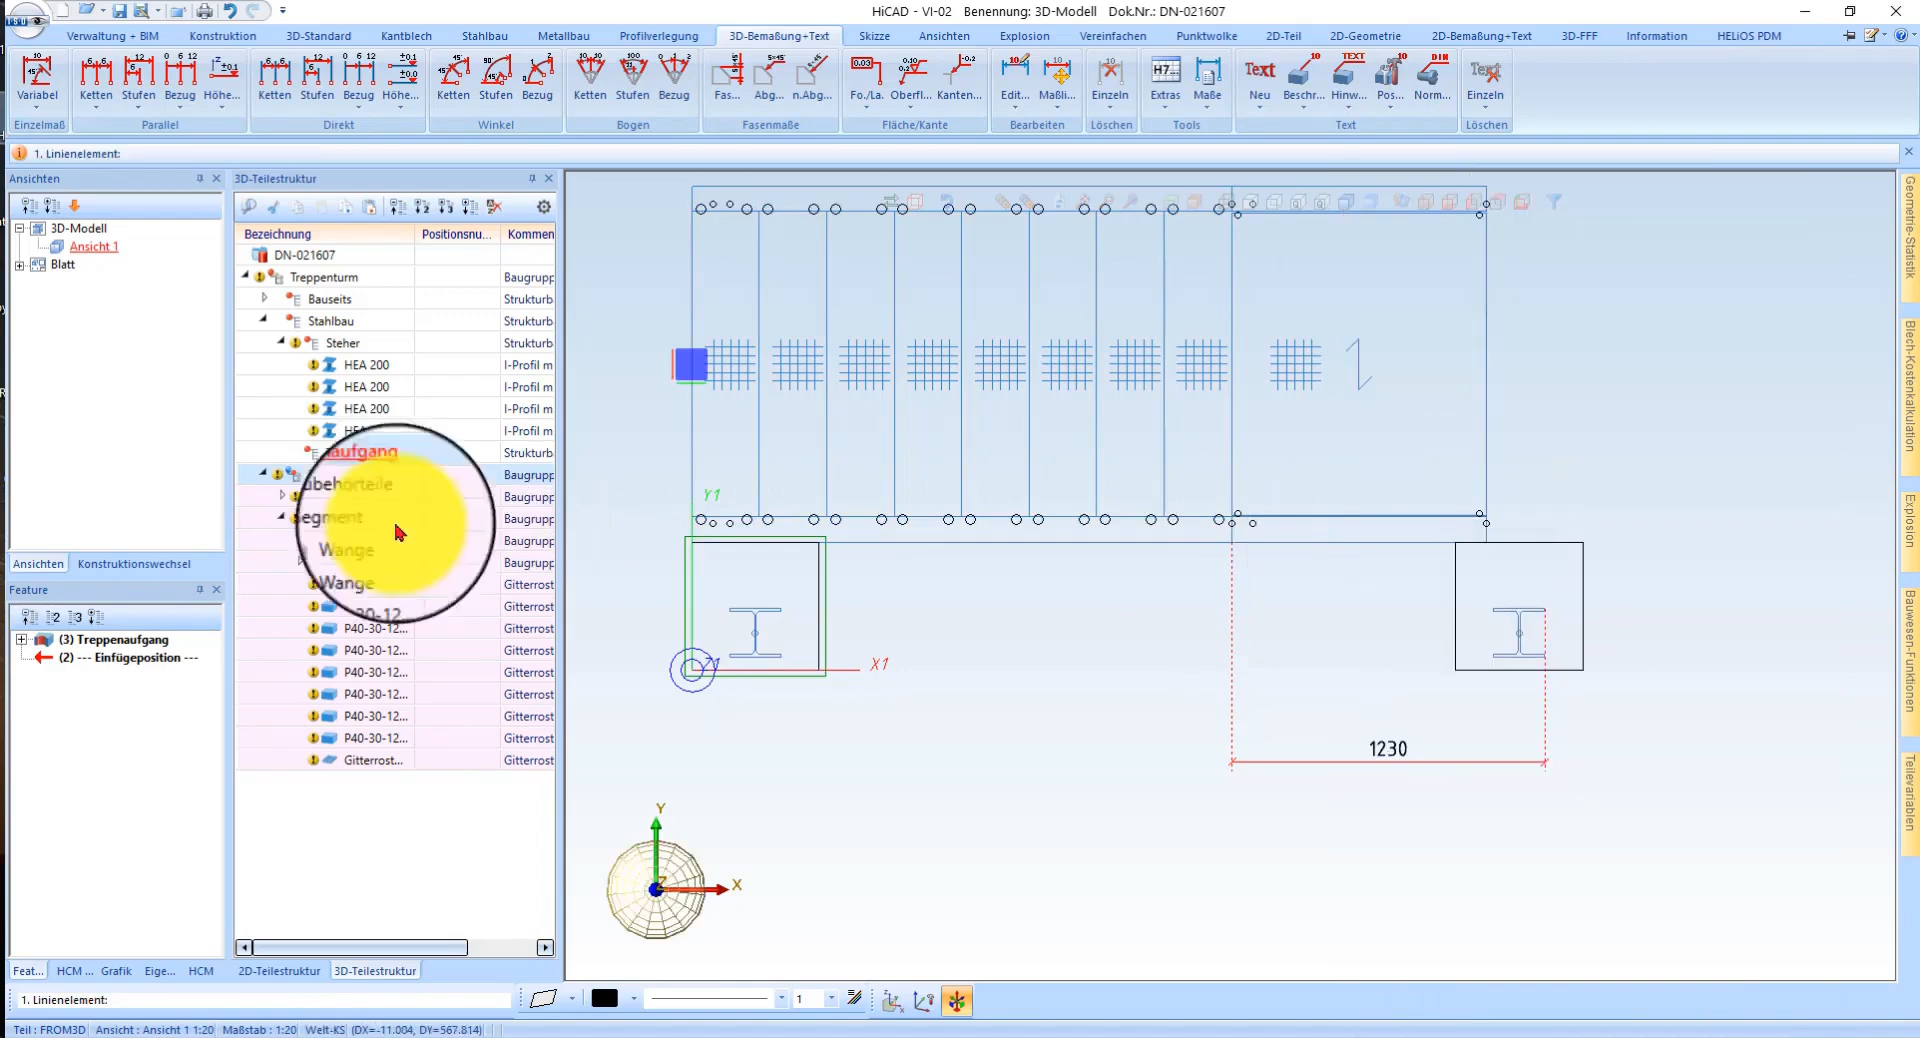 HiCAD - VI-02   Benennung: 3D-Modell   Dok.Nr.: DN-021607
ISD
Verwaltung + BIM   Konstruktion   3D-Standard   Kantblech   Stahlbau   Metallbau   Profilverlegung   3D-Bemaßung+Text   Skizze   Ansichten   Explosion   Vereinfachen   Punktwolke   2D-Teil   2D-Geometrie   2D-Bemaßung+Text   3D-FFF   Information   HELiOS PDM
Variabel   Ketten   Stufen   Bezug   Höhe...   Ketten   Stufen   Bezug   Höhe...   Ketten   Stufen   Bezug   Ketten   Stufen   Bezug   Fas...   Abg...   n.Abg...   Fo./La.   Oberfl...   Kanten...   Edit...   Maßli...   Einzeln   Extras   Maße   Neu   Beschr...   Hinw...   Pos...   Norm...   Einzeln
Einzelmaß   Parallel   Direkt   Winkel   Bogen   Fasenmaße   Fläche/Kante   Bearbeiten   Löschen   Tools   Text   Löschen
1. Linienelement:
Ansichten
3D-Modell
Ansicht 1
Blatt
Ansichten   Konstruktionswechsel
Feature
(3) Treppenaufgang
(2) --- Einfügeposition ---
Feat...   HCM ...   Grafik   Eige...   HCM
3D-Teilestruktur
Bezeichnung   Positionsnu...   Kommen
DN-021607
Treppenturm   Baugrupp
Bauseits   Strukturb
Stahlbau   Strukturb
Steher   Strukturb
HEA 200   I-Profil m
HEA 200   I-Profil m
HEA 200   I-Profil m
HEA   I-Profil m
aufgang   Strukturb
Baugrupp
ubehörteile   Baugrupp
egment   Baugrupp
Wange   Baugrupp
Baugrupp
Wange   Gitterrost
30-12   Gitterrost
P40-30-12...   Gitterrost
P40-30-12...   Gitterrost
P40-30-12...   Gitterrost
P40-30-12...   Gitterrost
P40-30-12...   Gitterrost
P40-30-12...   Gitterrost
Gitterrost...   Gitterrost
2D-Teilestruktur   3D-Teilestruktur
Y1
X1
1230
Y
Z
X
Geometrie-Statistik
Blech-Kostenkalkulation
Explosion
Bauwesen-Funktionen
Teilevariablen
1. Linienelement:
1
Teil : FROM3D   Ansicht : Ansicht 1 1:20   Maßstab : 1:20   Welt-KS   (DX=-11.004, DY=567.814)